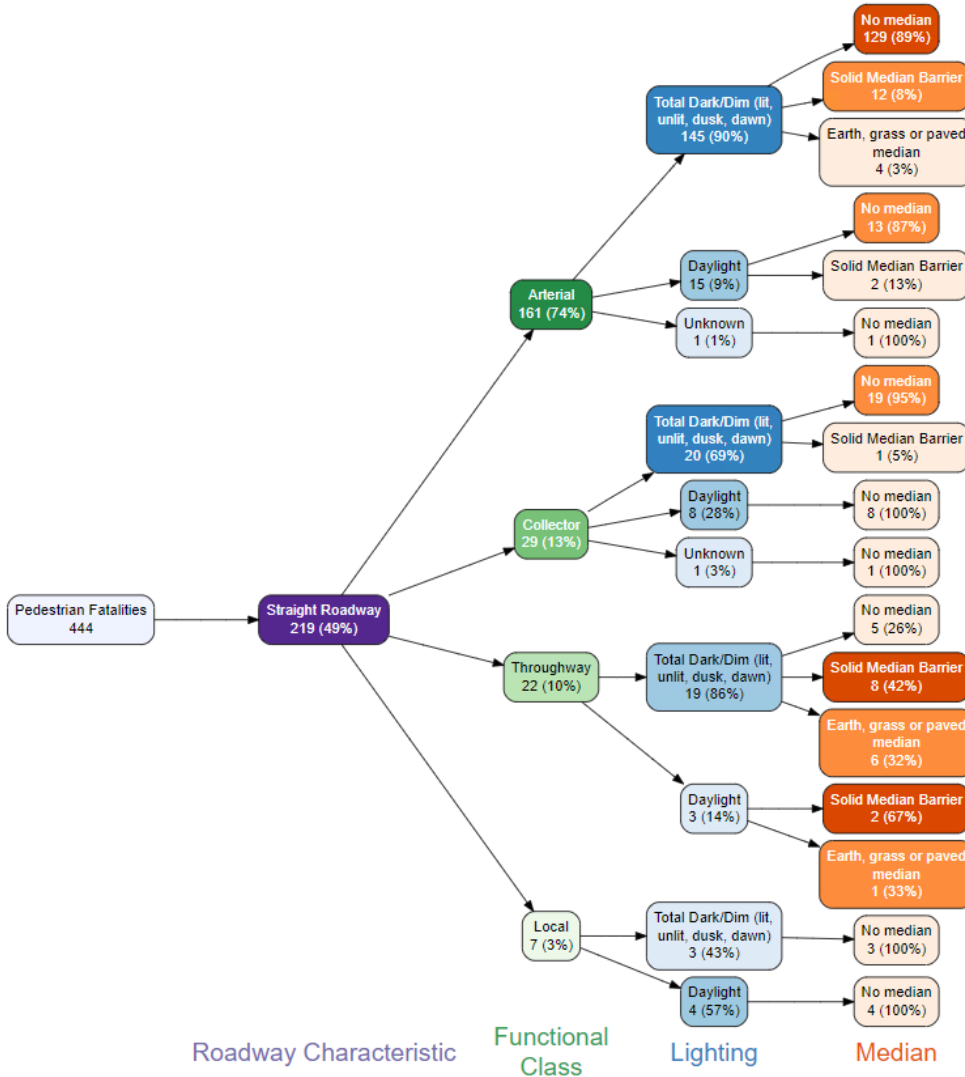 Pedestrian Fatalities
444
Straight Roadway
219 (49%)
Arterial
161 (74%)
Total Dark/Dim (lit,
unlit, dusk, dawn)
145 (90%)
No median
129 (89%)
Solid Median Barrier
12 (8%)
Earth, grass or paved
median
4 (3%)
Daylight
15 (9%)
No median
13 (87%)
Solid Median Barrier
2 (13%)
Unknown
1 (1%)
No median
1 (100%)
Collector
29 (13%)
Total Dark/Dim (lit,
unlit, dusk, dawn)
20 (69%)
No median
19 (95%)
Solid Median Barrier
1 (5%)
Daylight
8 (28%)
No median
8 (100%)
Unknown
1 (3%)
No median
1 (100%)
Throughway
22 (10%)
Total Dark/Dim (lit,
unlit, dusk, dawn)
19 (86%)
No median
5 (26%)
Solid Median Barrier
8 (42%)
Earth, grass or paved
median
6 (32%)
Daylight
3 (14%)
Solid Median Barrier
2 (67%)
Earth, grass or paved
median
1 (33%)
Local
7 (3%)
Total Dark/Dim (lit,
unlit, dusk, dawn)
3 (43%)
No median
3 (100%)
Daylight
4 (57%)
No median
4 (100%)
Roadway Characteristic
Functional
Class
Lighting
Median